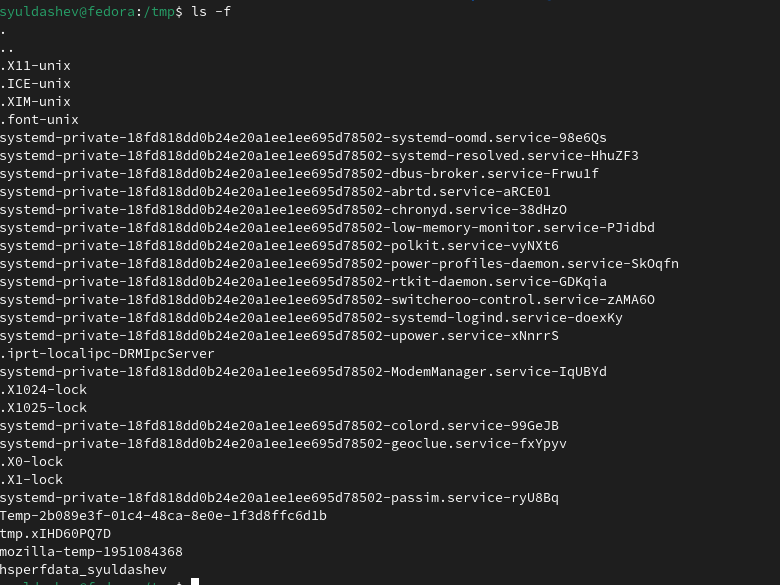 syuldashev@fedora:/tmp$ ls -f
.
..
.X11-unix
.ICE-unix
.XIM-unix
.font-unix
systemd-private-18fd818dd0b24e20a1ee1ee695d78502-systemd-oomd.service-98e6Qs
systemd-private-18fd818dd0b24e20a1ee1ee695d78502-systemd-resolved.service-HhuZF3
systemd-private-18fd818dd0b24e20a1ee1ee695d78502-dbus-broker.service-Frwu1f
systemd-private-18fd818dd0b24e20a1ee1ee695d78502-abrtd.service-aRCE01
systemd-private-18fd818dd0b24e20a1ee1ee695d78502-chronyd.service-38dHzO
systemd-private-18fd818dd0b24e20a1ee1ee695d78502-low-memory-monitor.service-PJidbd
systemd-private-18fd818dd0b24e20a1ee1ee695d78502-polkit.service-vyNXt6
systemd-private-18fd818dd0b24e20a1ee1ee695d78502-power-profiles-daemon.service-SkOqfn
systemd-private-18fd818dd0b24e20a1ee1ee695d78502-rtkit-daemon.service-GDKqia
systemd-private-18fd818dd0b24e20a1ee1ee695d78502-switcheroo-control.service-zAMA6O
systemd-private-18fd818dd0b24e20a1ee1ee695d78502-systemd-logind.service-doexKy
systemd-private-18fd818dd0b24e20a1ee1ee695d78502-upower.service-xNnrrS
.iprt-localipc-DRMIpcServer
systemd-private-18fd818dd0b24e20a1ee1ee695d78502-ModemManager.service-IqUBYd
.X1024-lock
.X1025-lock
systemd-private-18fd818dd0b24e20a1ee1ee695d78502-colord.service-99GeJB
systemd-private-18fd818dd0b24e20a1ee1ee695d78502-geoclue.service-fxYpyv
.X0-lock
.X1-lock
systemd-private-18fd818dd0b24e20a1ee1ee695d78502-passim.service-ryU8Bq
Temp-2b089e3f-01c4-48ca-8e0e-1f3d8ffc6d1b
tmp.xIHD60PQ7D
mozilla-temp-1951084368
hsperfdata_syuldashev